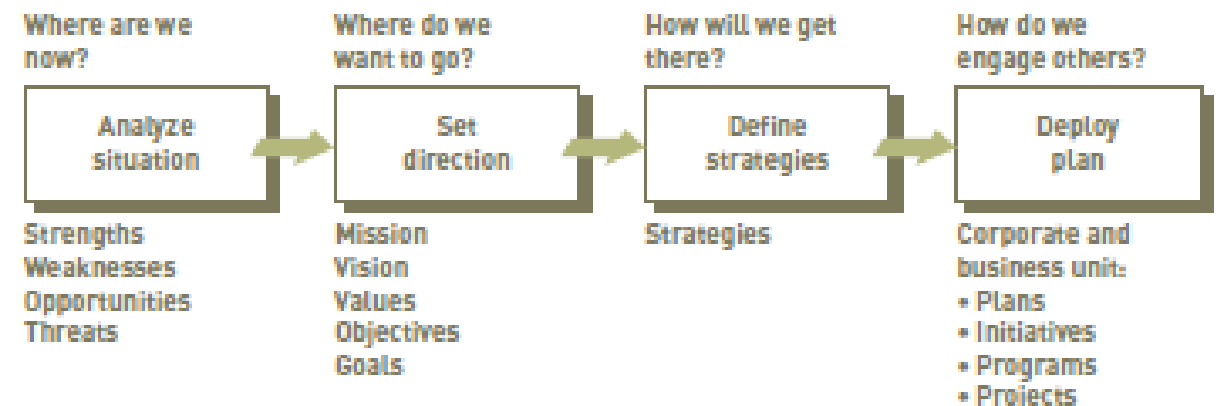 Where are we
now?
Where do we
want to go?
How will we get
there?
How do we
engage others?
Analyze
situation
Set
direction
Define
strategies
Deploy
plan
Strengths
Weaknesses
Opportunities
Threats
Mission
Vision
Values
Objectives
Goals
Strategies
Corporate and
business unit:
• Plans
• Initiatives
• Programs
• Projects